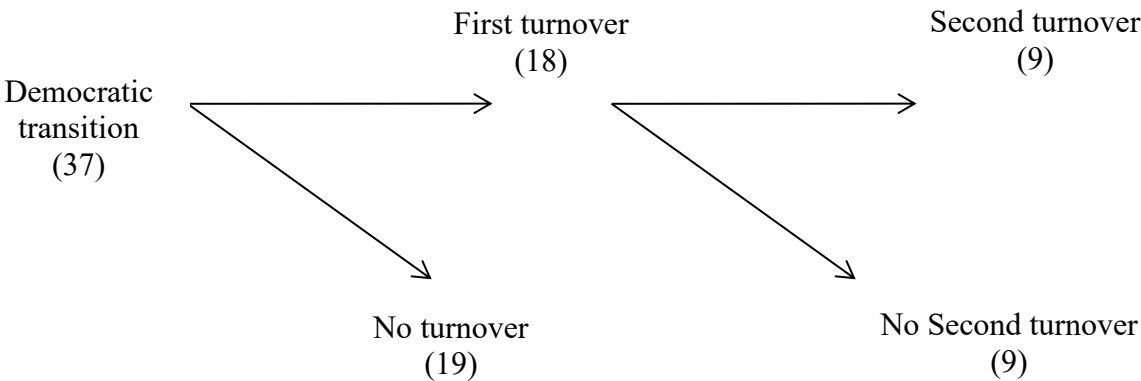 First turnover
(18)
Second turnover
(9)
Democratic
transition
(37)
No turnover
(19)
No Second turnover
(9)